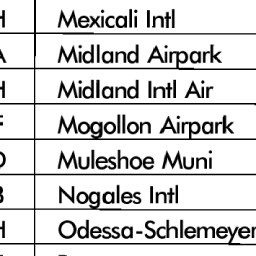 Mexicali Intl
Midland Airpark
Midland Intl Air
Mogollon Airpark
Muleshoe Muni
Nogales Intl
Odessa-Schlemeyer